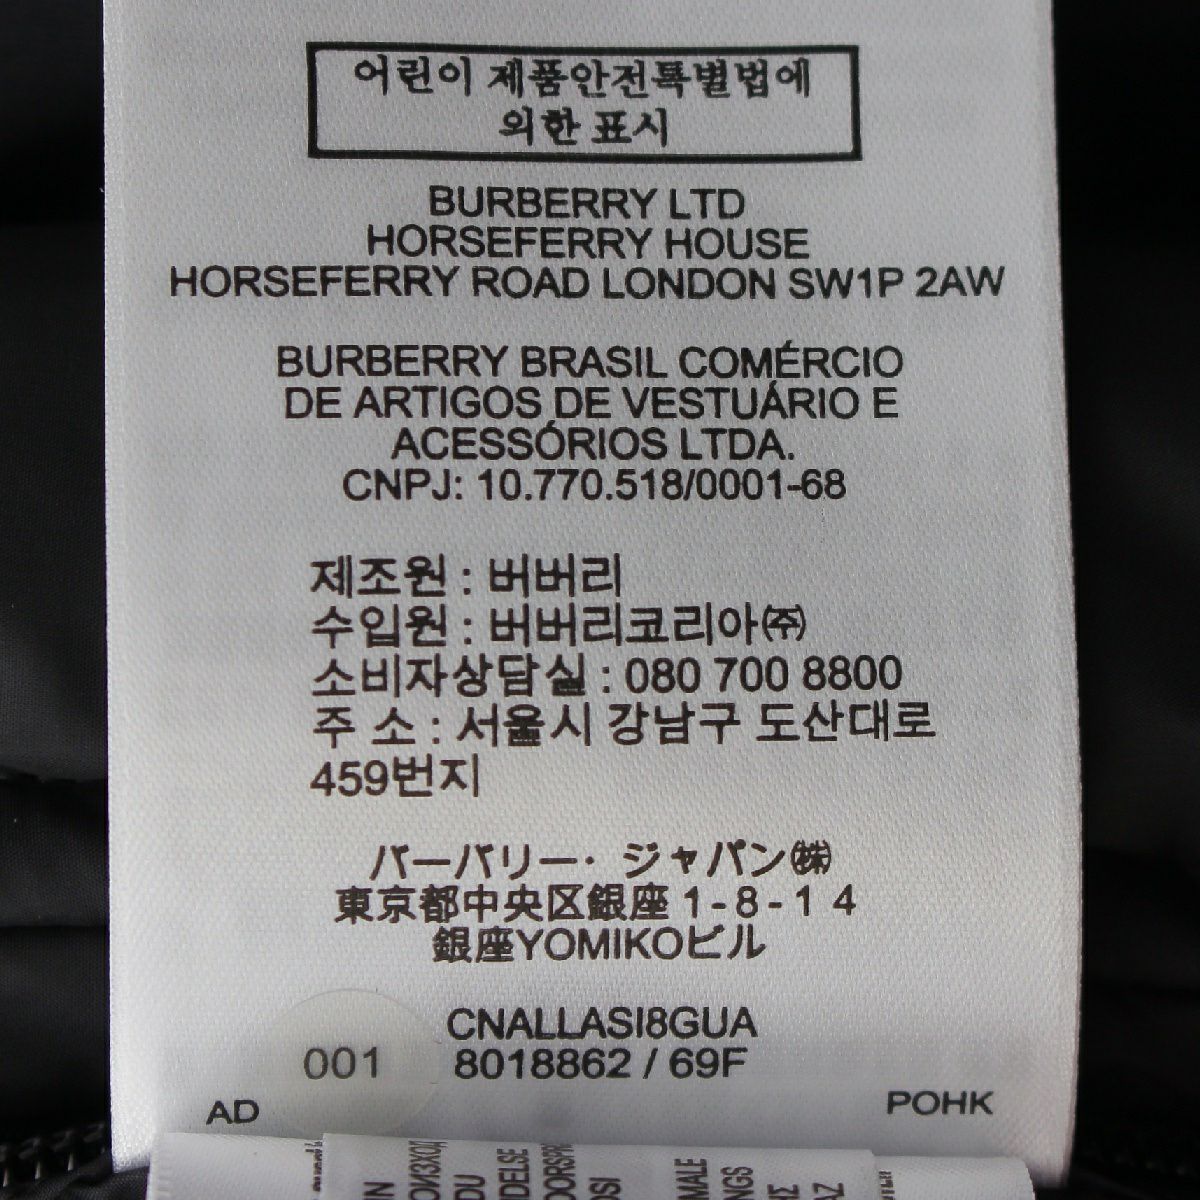 어린이 제품안전특별법에
외한 표시
BURBERRY LTD
HORSEFERRY HOUSE
HORSEFERRY ROAD LONDON SW1P 2AW
BURBERRY BRASIL COMÉRCIO
DE ARTIGOS DE VESTUÁRIO E
ACESSÓRIOS LTDA.
CNPJ: 10.770.518/0001-68
제조원 : 버버리
수입원 : 버버리코리아㈜
소비자상담실 : 080 700 8800
주 소 : 서울시 강남구 도산대로
459번지
バーバリー・ジャパン㈱
東京都中央区銀座 1-8-1 4
銀座YOMIKOビル
CNALLASI8GUA
001 8018862 / 69F
AD POHK